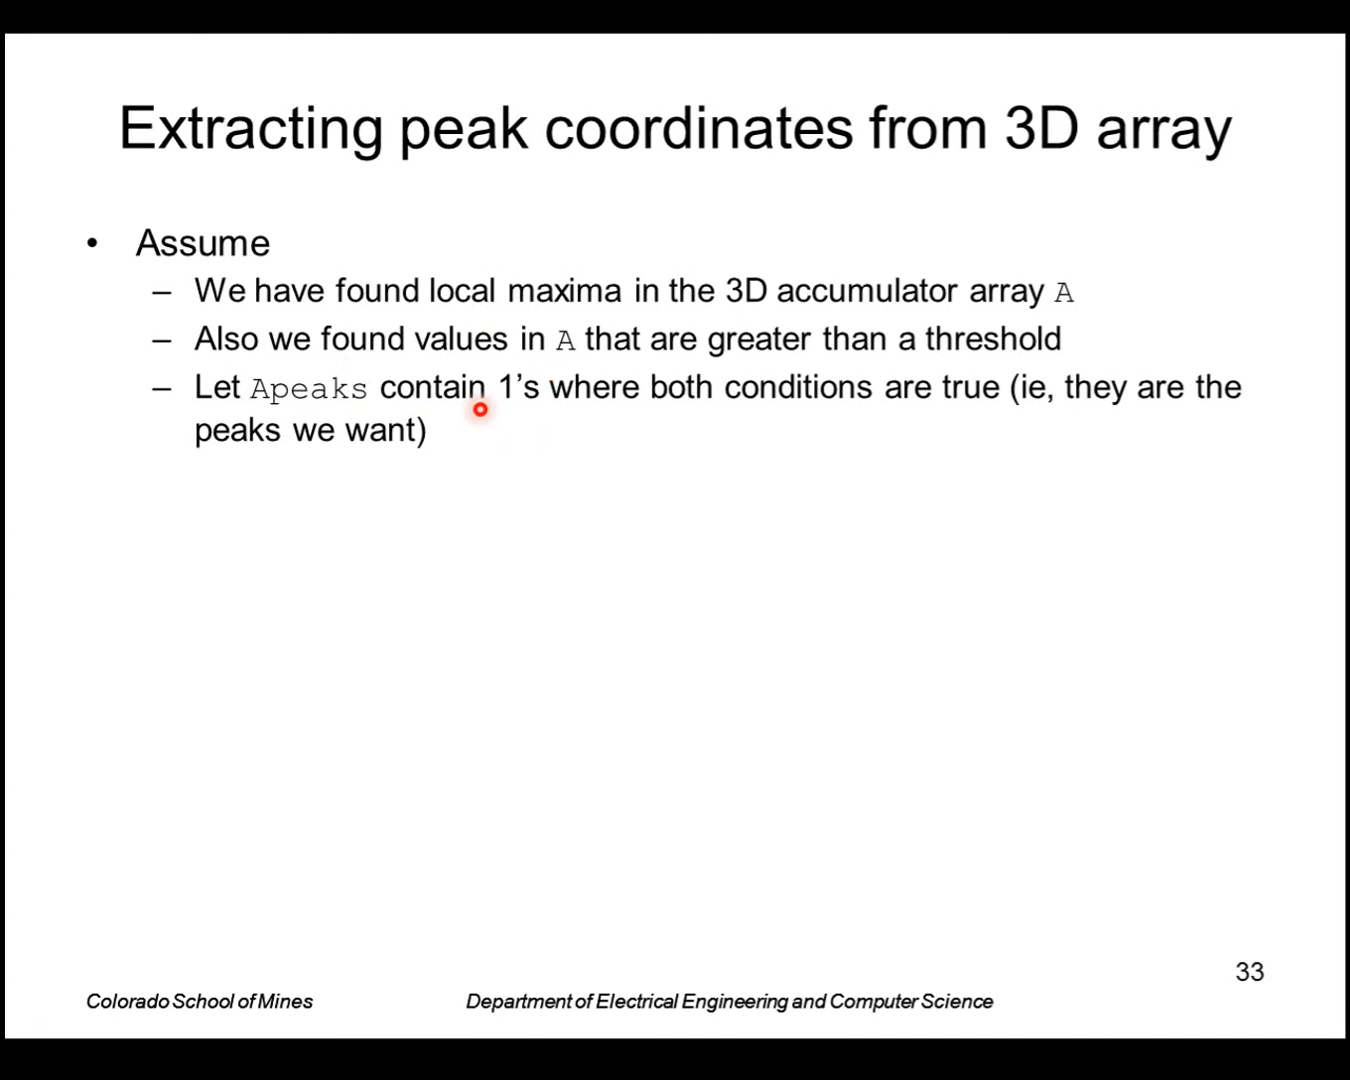 Extracting peak coordinates from 3D array
• Assume
– We have found local maxima in the 3D accumulator array A
– Also we found values in A that are greater than a threshold
– Let Apeaks contain 1’s where both conditions are true (ie, they are the
peaks we want)
33
Colorado School of Mines Department of Electrical Engineering and Computer Science